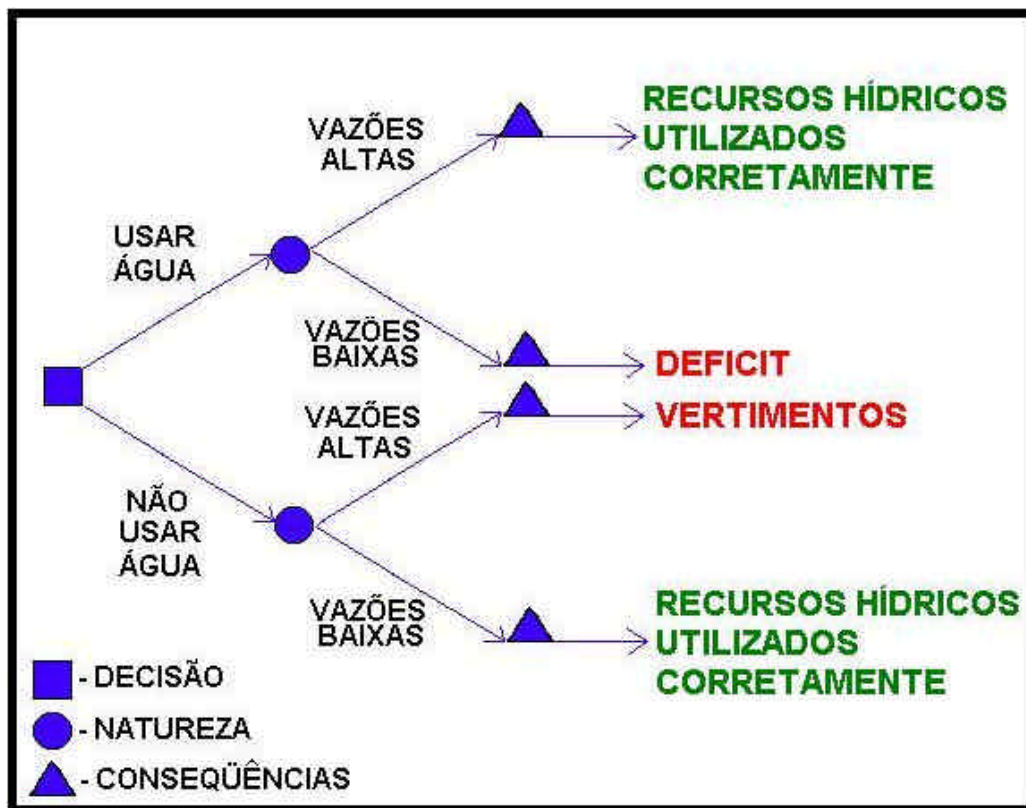 VAZÕES
ALTAS
RECURSOS HÍDRICOS
UTILIZADOS
CORRETAMENTE
USAR
ÁGUA
VAZÕES
BAIXAS
DEFICIT
VAZÕES
ALTAS
VERTIMENTOS
NÃO
USAR
ÁGUA
VAZÕES
BAIXAS
RECURSOS HÍDRICOS
UTILIZADOS
CORRETAMENTE
- DECISÃO
- NATUREZA
- CONSEQÜÊNCIAS